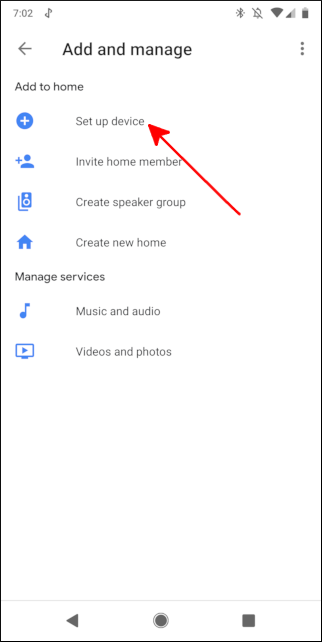 7:02
Add and manage
Add to home
Set up device
Invite home member
Create speaker group
Create new home
Manage services
Music and audio
Videos and photos